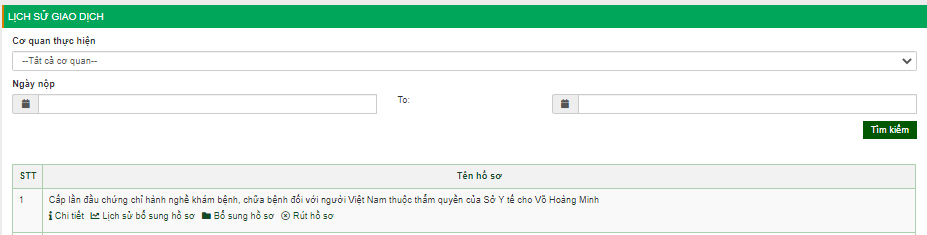 LỊCH SỬ GIAO DỊCH
Cơ quan thực hiện
--Tất cả cơ quan--
Ngày nộp
To:
Tìm kiếm
STT Tên hồ sơ
1 Cấp lần đầu chứng chỉ hành nghề khám bệnh, chữa bệnh đối với người Việt Nam thuộc thẩm quyền của Sở Y tế cho Võ Hoàng Minh
Chi tiết Lịch sử bổ sung hồ sơ Bổ sung hồ sơ Rút hồ sơ